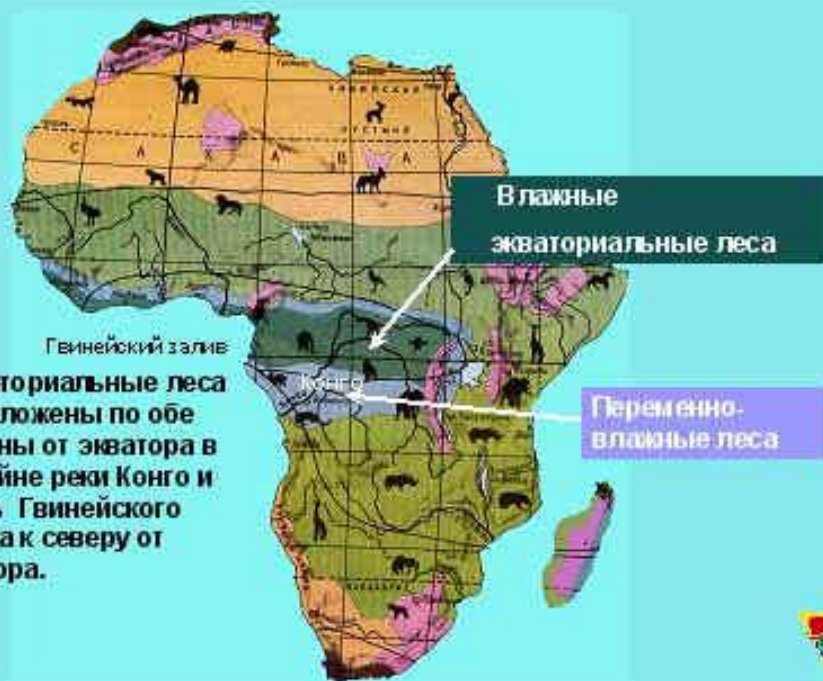 Влажные
экваториальные леса
Гвинейский залив
ториальные леса
ложены по обе
ны от экватора в
йне реки Конго и
Гвинейского
а к северу от
ора.
Конго
Переменно-
влажные леса
С А Х А Р А